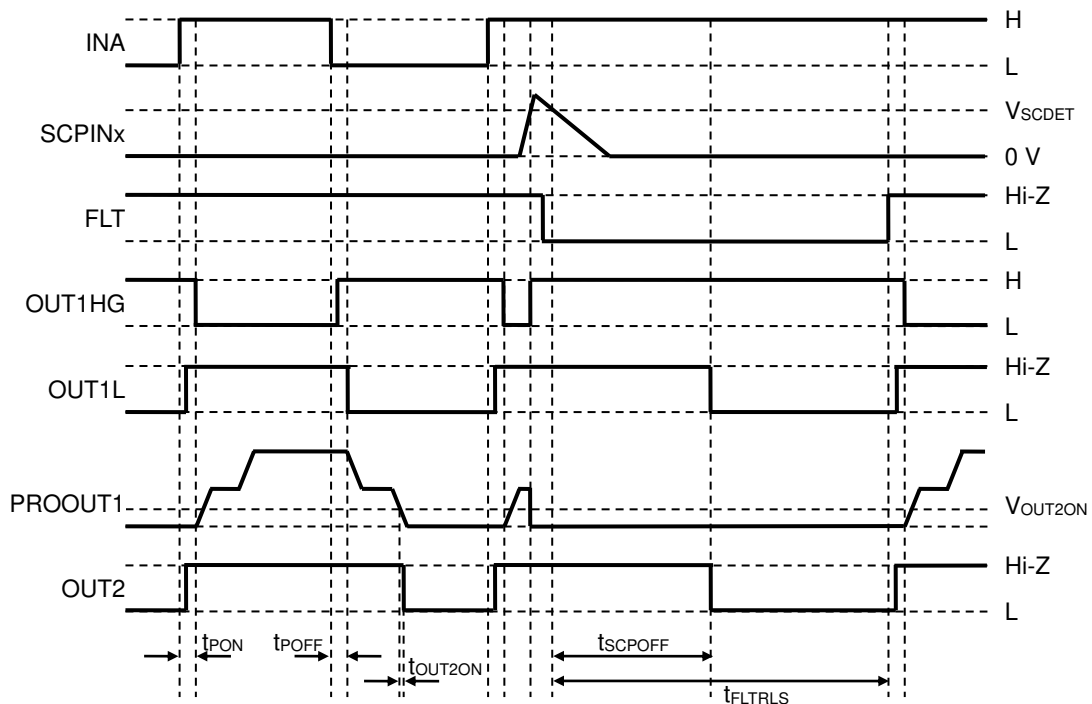 INA
H
L
SCPINx
VSCDET
0 V
FLT
Hi-Z
L
OUT1HG
H
L
OUT1L
Hi-Z
L
PROOUT1
VOUT2ON
OUT2
Hi-Z
L
tPON
tPOFF
tOUT2ON
tSCPOFF
tFLTRLS